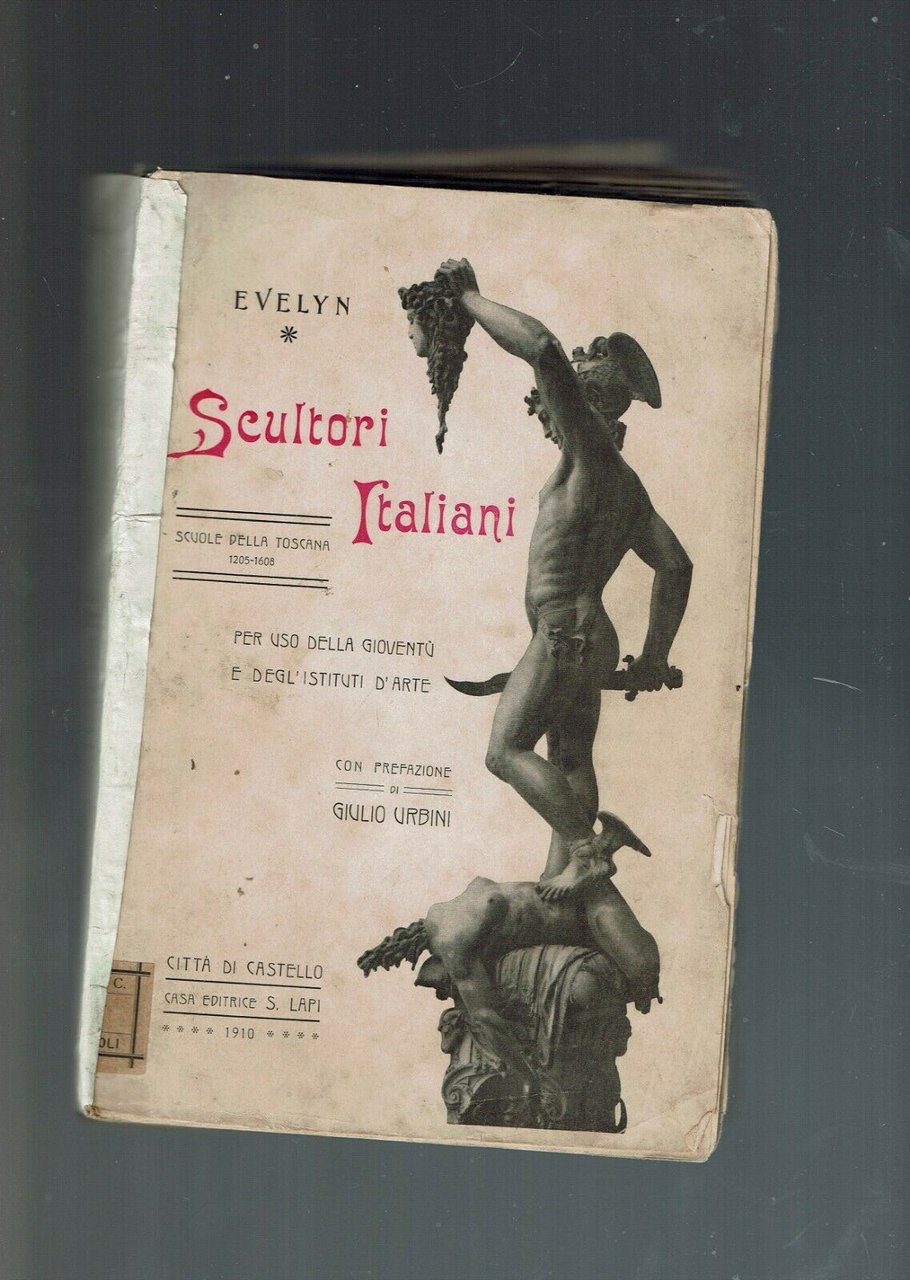 EVELYN
Scultori
Italiani
SCUOLE DELLA TOSCANA
1205-1608
PER USO DELLA GIOVENTÙ
E DEGL'ISTITUTI D'ARTE
CON PREFAZIONE
DI
GIULIO URBINI
CITTÀ DI CASTELLO
CASA EDITRICE S. LAPI
* * * * 1910 * * * *
C.
OLI